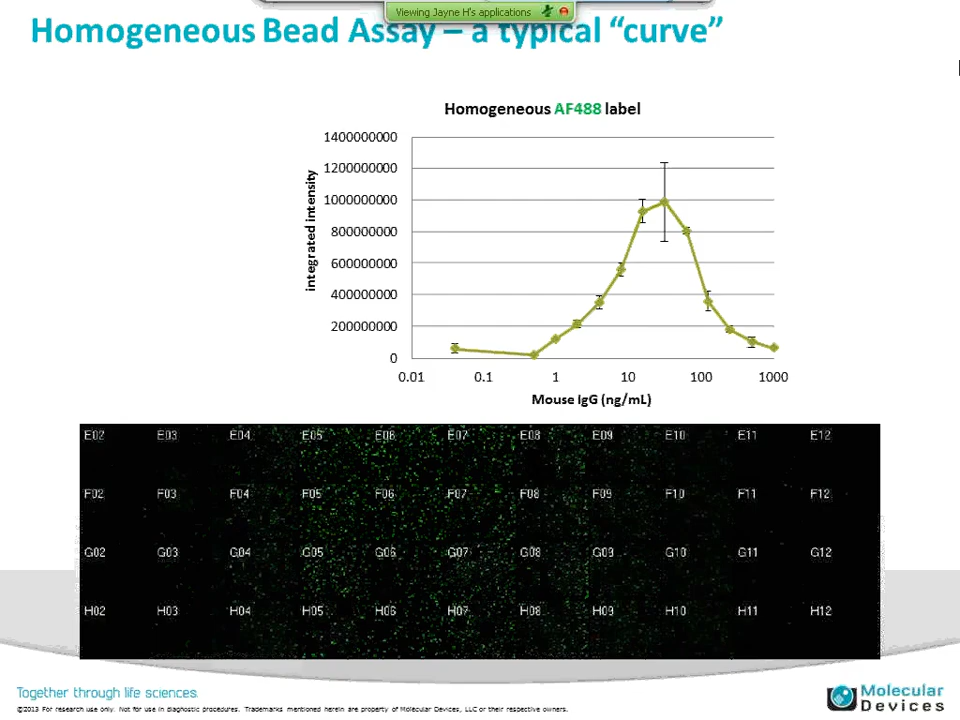 Viewing Jayne H's applications
Homogeneous Bead Assay – a typical “curve”
Homogeneous AF488 label
1400000000
1200000000
1000000000
800000000
600000000
400000000
200000000
0
integrated intensity
0.01 0.1 1 10 100 1000
Mouse IgG (ng/mL)
E02 E03 E04 E05 E06 E07 E08 E09 E10 E11 E12
F02 F03 F04 F05 F06 F07 F08 F09 F10 F11 F12
G02 G03 G04 G05 G06 G07 G08 G09 G10 G11 G12
H02 H03 H04 H05 H06 H07 H08 H09 H10 H11 H12
Together through life sciences.
©2013 For research use only. Not for use in diagnostic procedures. Trademarks mentioned herein are property of Molecular Devices, LLC or their respective owners.
Molecular
Devices